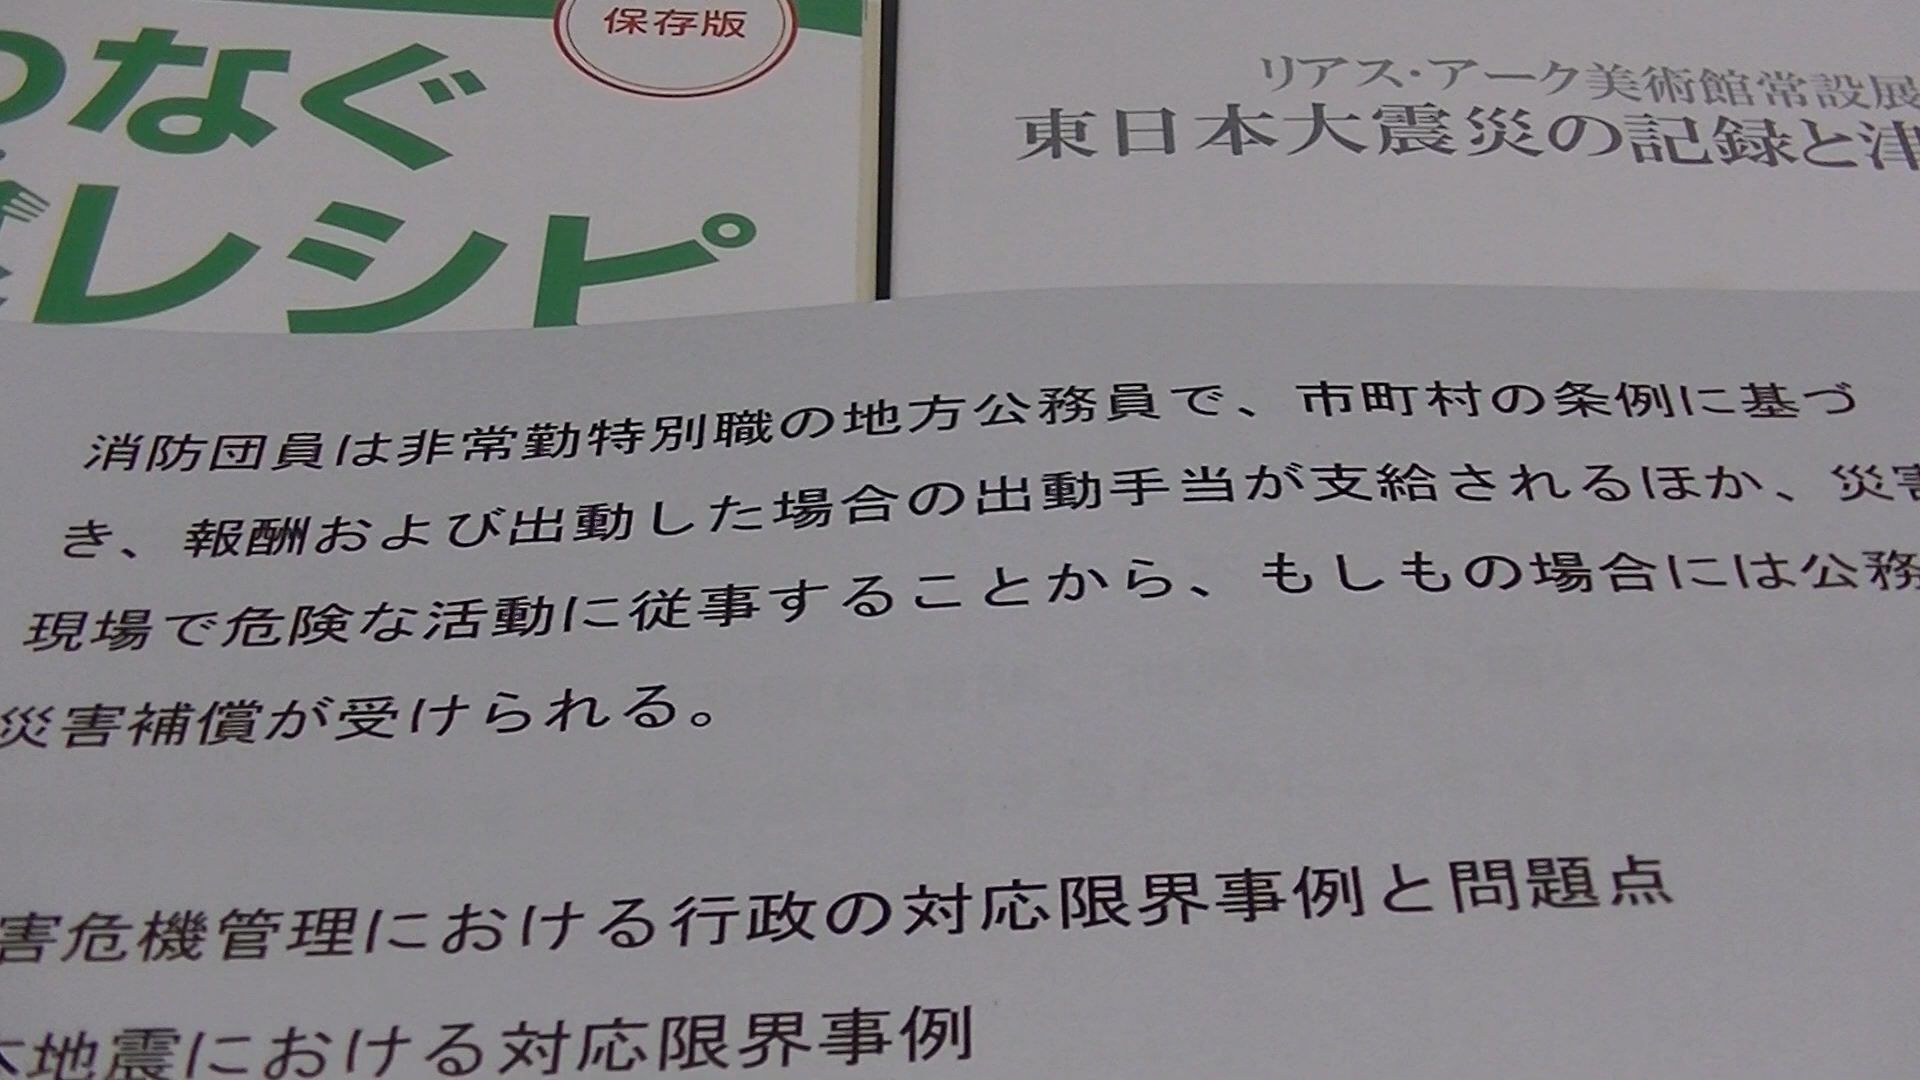 保存版
つなぐ
レシピ
リアス・アーク美術館常設展
東日本大震災の記録と津
消防団員は非常勤特別職の地方公務員で、市町村の条例に基づ
き、報酬および出動した場合の出動手当が支給されるほか、災害
現場で危険な活動に従事することから、もしもの場合には公務
災害補償が受けられる。
害危機管理における行政の対応限界事例と問題点
本地震における対応限界事例